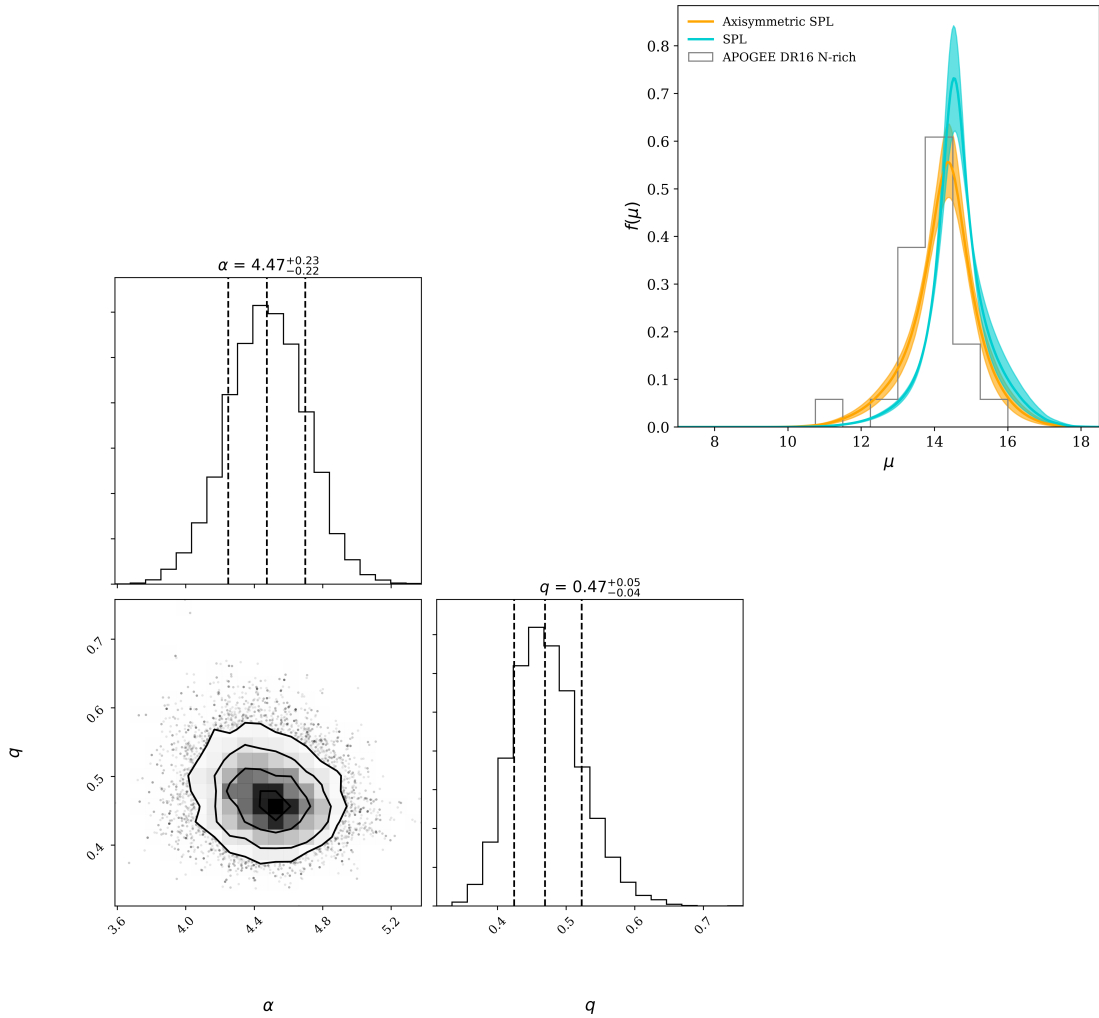 Axisymmetric SPL
SPL
APOGEE DR16 N-rich
0.8
0.7
0.6
0.5
0.4
0.3
0.2
0.1
0.0
f(μ)
8 10 12 14 16 18
μ
α = 4.47+0.23−0.22
q = 0.47+0.05−0.04
0.7
0.6
0.5
0.4
q
3.6 4.0 4.4 4.8 5.2
0.4 0.5 0.6 0.7
α
q